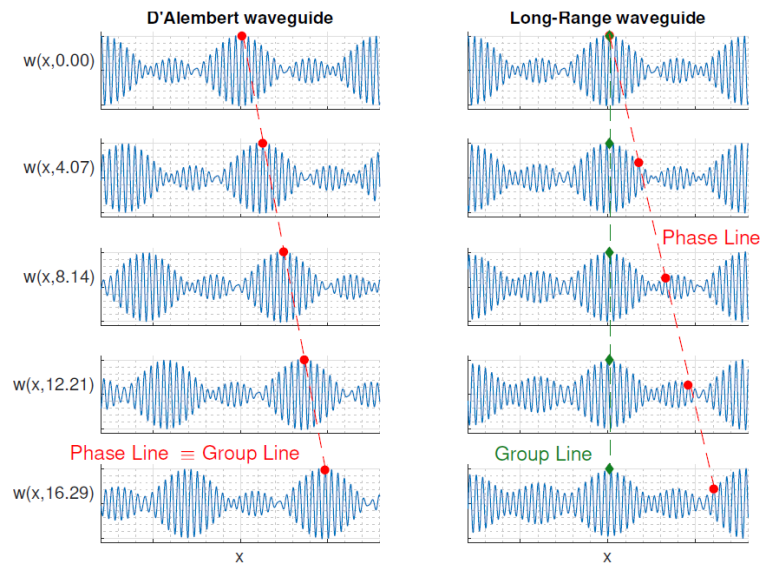 D'Alembert waveguide
Long-Range waveguide
w(x,0.00)
w(x,4.07)
Phase Line
w(x,8.14)
w(x,12.21)
Phase Line ≡ Group Line
Group Line
w(x,16.29)
x
x